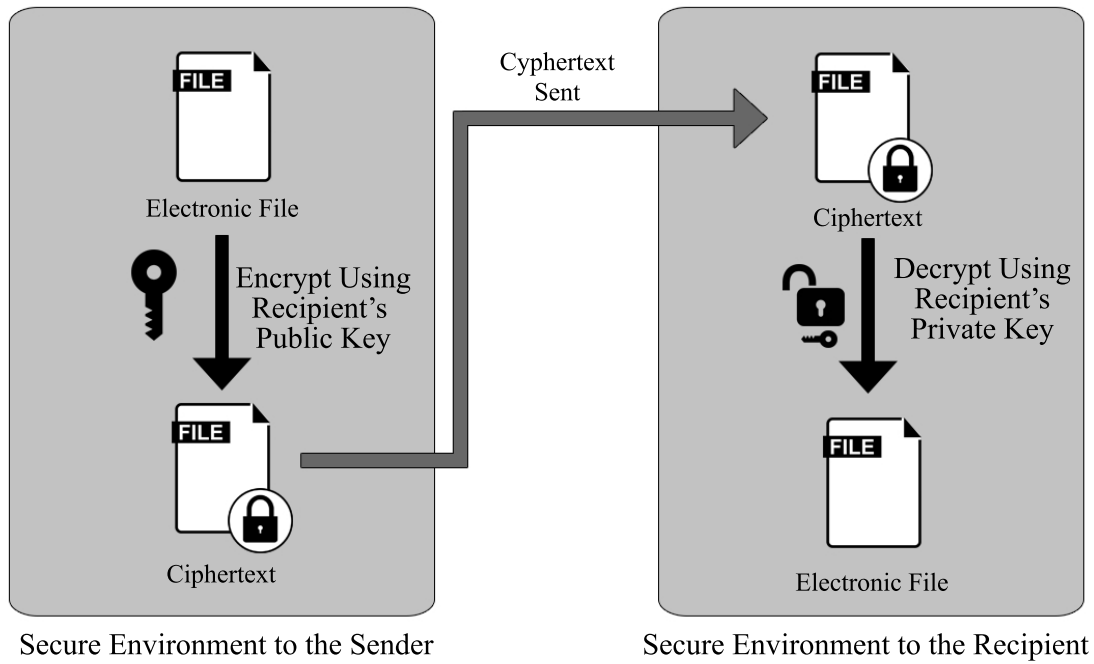 FILE
Electronic File
Encrypt Using
Recipient's
Public Key
FILE
Ciphertext
Secure Environment to the Sender
Cyphertext
Sent
FILE
Ciphertext
Decrypt Using
Recipient's
Private Key
FILE
Electronic File
Secure Environment to the Recipient